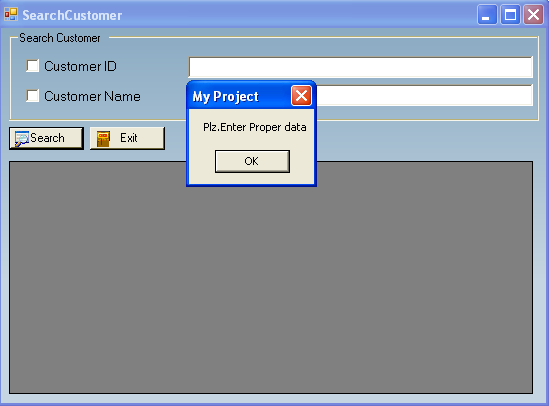 SearchCustomer
Search Customer
Customer ID
Customer Name
My Project
Plz.Enter Proper data
OK
Search
Exit